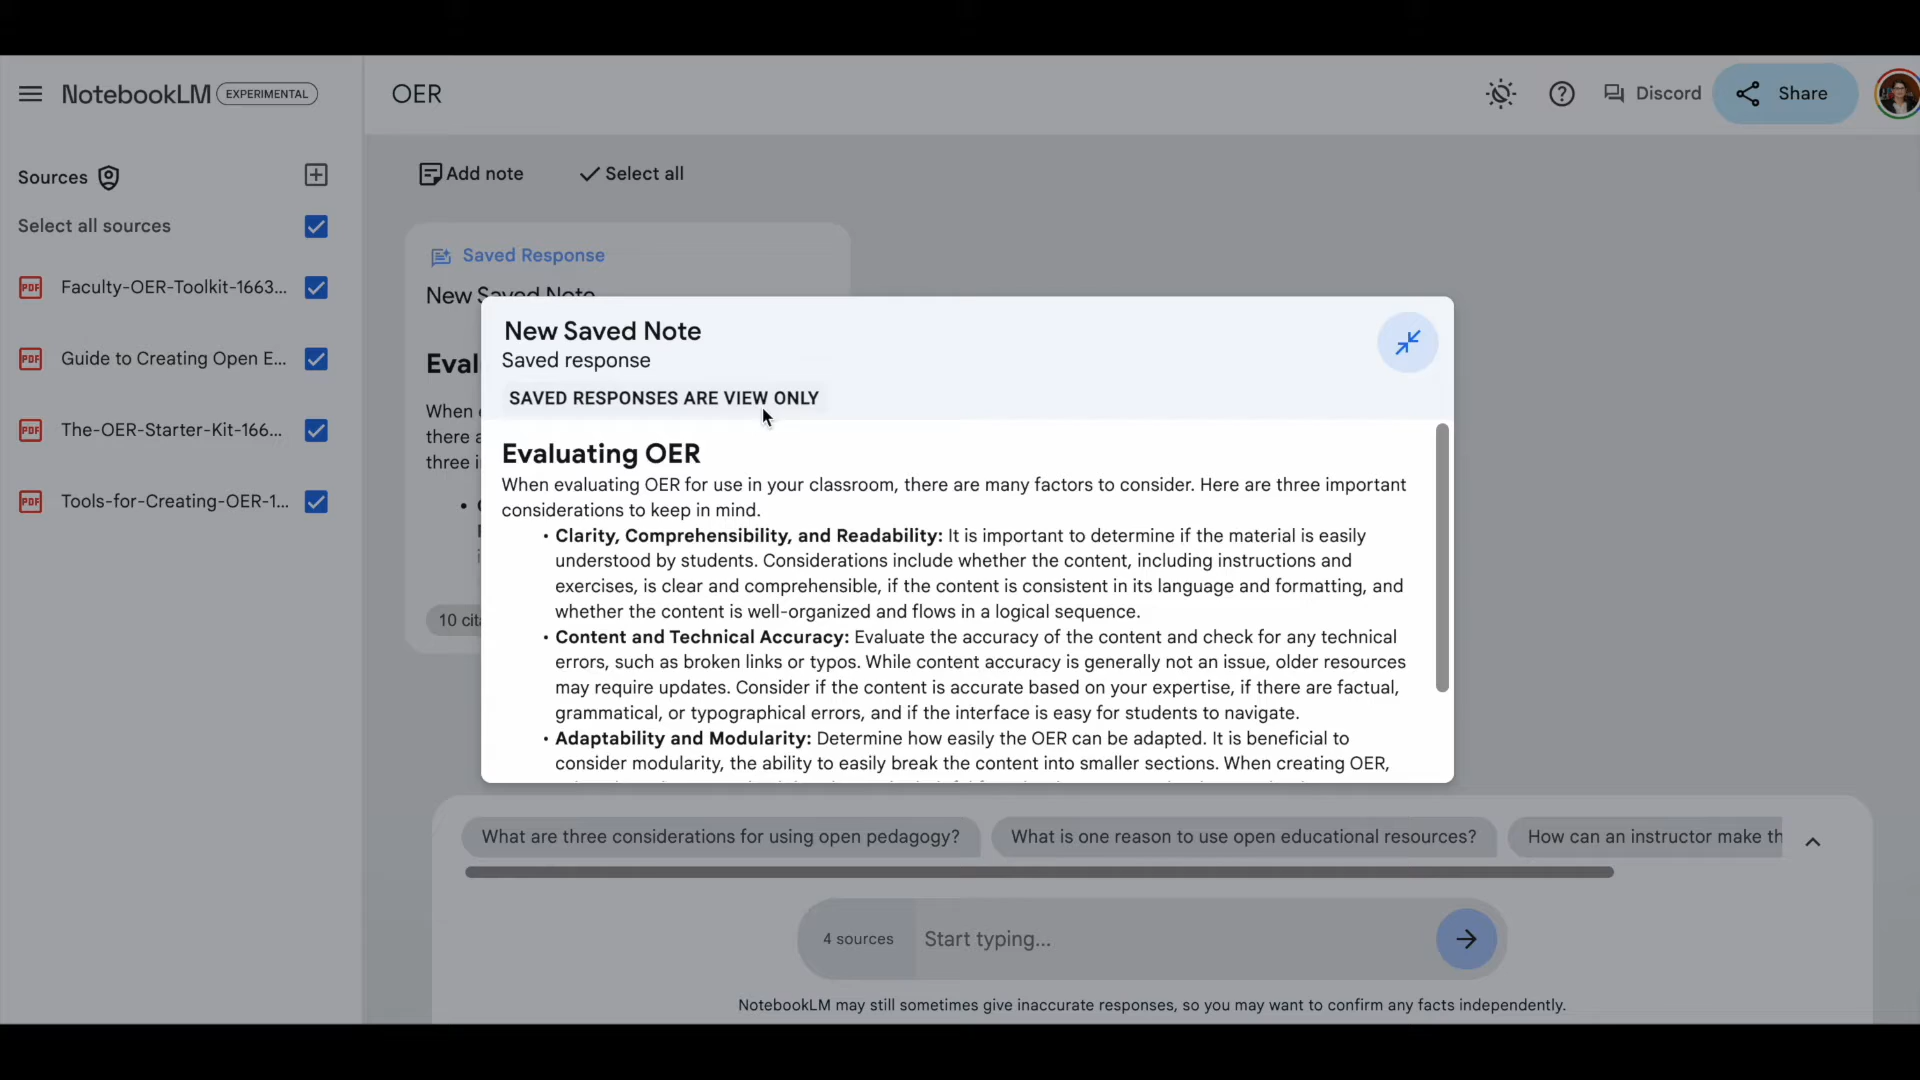 NotebookLM EXPERIMENTAL
OER
Discord
Share
Sources
Select all sources
PDF Faculty-OER-Toolkit-1663...
PDF Guide to Creating Open E...
PDF The-OER-Starter-Kit-166...
PDF Tools-for-Creating-OER-1...
Add note
Select all
Saved Response
New Saved Note
Eval
When
there a
three i
10 cit
New Saved Note
Saved response
SAVED RESPONSES ARE VIEW ONLY
Evaluating OER
When evaluating OER for use in your classroom, there are many factors to consider. Here are three important
considerations to keep in mind.
• Clarity, Comprehensibility, and Readability: It is important to determine if the material is easily
understood by students. Considerations include whether the content, including instructions and
exercises, is clear and comprehensible, if the content is consistent in its language and formatting, and
whether the content is well-organized and flows in a logical sequence.
• Content and Technical Accuracy: Evaluate the accuracy of the content and check for any technical
errors, such as broken links or typos. While content accuracy is generally not an issue, older resources
may require updates. Consider if the content is accurate based on your expertise, if there are factual,
grammatical, or typographical errors, and if the interface is easy for students to navigate.
• Adaptability and Modularity: Determine how easily the OER can be adapted. It is beneficial to
consider modularity, the ability to easily break the content into smaller sections. When creating OER,
What are three considerations for using open pedagogy?
What is one reason to use open educational resources?
How can an instructor make th
4 sources
Start typing...
NotebookLM may still sometimes give inaccurate responses, so you may want to confirm any facts independently.